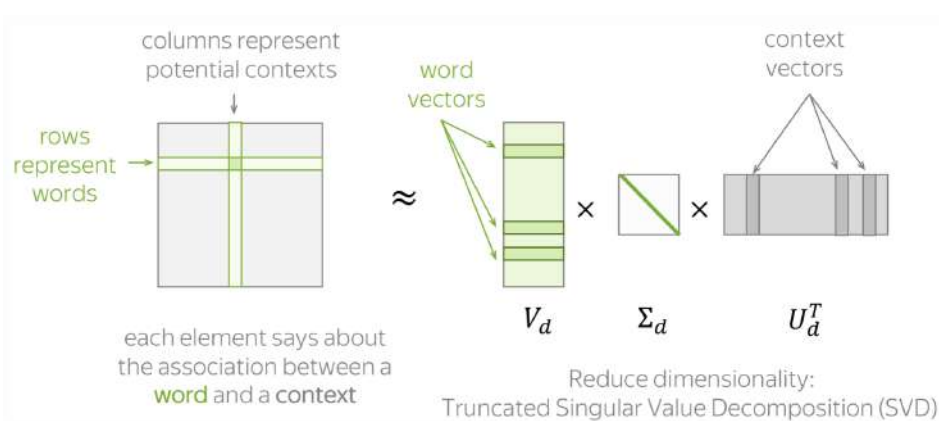 columns represent
potential contexts
rows
represent
words
each element says about
the association between a
word and a context
≈
word
vectors
×
×
context
vectors
V_d
Σ_d
U_d^T
Reduce dimensionality:
Truncated Singular Value Decomposition (SVD)